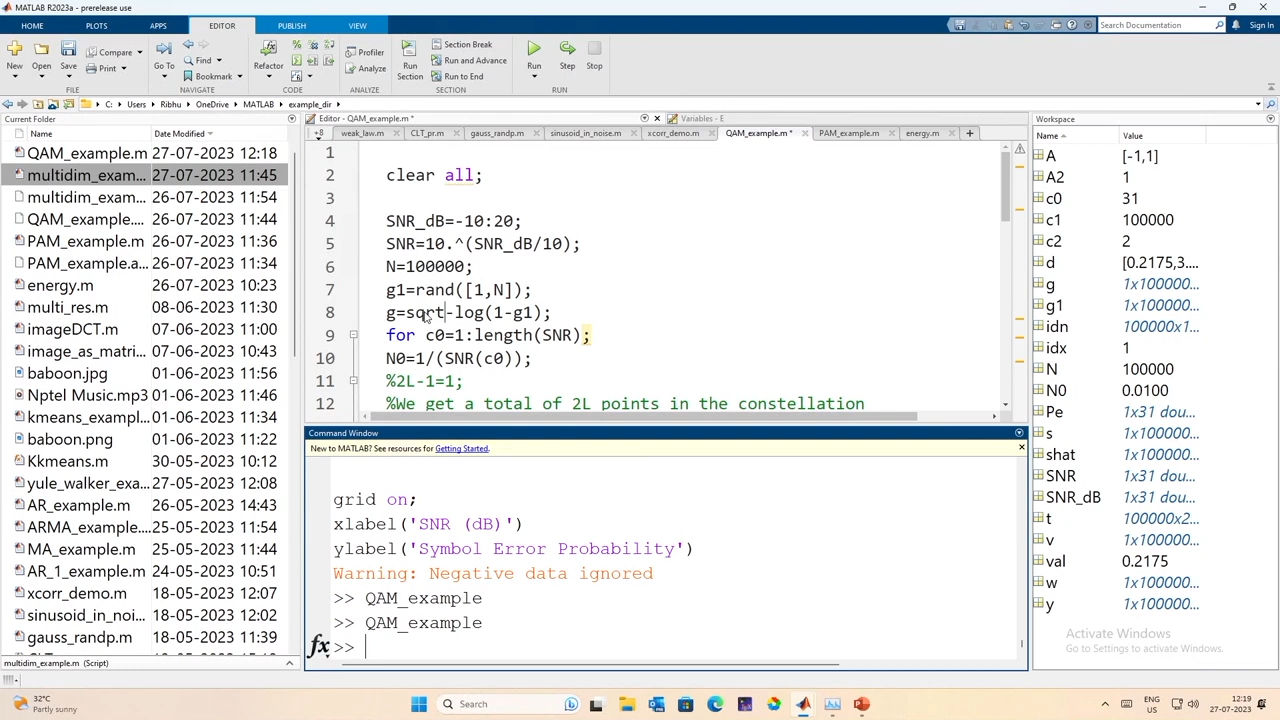 MATLAB R2023a - prerelease use
HOME PLOTS APPS EDITOR PUBLISH VIEW Search Documentation Sign In
New Open Save Compare Print Go To Find Bookmark Refactor Profiler Analyze Run Section Section Break Run and Advance Run to End Run Step Stop
FILE NAVIGATE CODE ANALYZE SECTION RUN
C: Users Ribhu OneDrive MATLAB example_dir
Current Folder
Name Date Modified
QAM_example.m 27-07-2023 12:18
multidim_exam... 27-07-2023 11:45
multidim_exam... 26-07-2023 11:54
QAM_example.... 26-07-2023 11:44
PAM_example.m 26-07-2023 11:36
PAM_example.a... 26-07-2023 11:34
energy.m 26-07-2023 10:23
multi_res.m 08-06-2023 11:30
imageDCT.m 07-06-2023 11:00
image_as_matri... 07-06-2023 11:33
baboon.jpg 07-06-2023 11:56
Nptel Music.mp3 01-06-2023 11:46
kmeans_exampl... 01-06-2023 11:34
baboon.png 01-06-2023 11:22
Kkmeans.m 30-05-2023 10:12
yule_walker_exa... 27-05-2023 12:08
AR_example.m 26-05-2023 14:43
ARMA_example.... 25-05-2023 11:54
MA_example.m 25-05-2023 11:44
AR_1_example.m 24-05-2023 10:51
xcorr_demo.m 18-05-2023 12:07
sinusoid_in_noi... 18-05-2023 12:02
gauss_randp.m 18-05-2023 11:39
multidim_example.m (Script)
Editor - QAM_example.m * Variables - E
+8 weak_law.m CLT_pr.m gauss_randp.m sinusoid_in_noise.m xcorr_demo.m QAM_example.m * PAM_example.m energy.m
1
2 clear all;
3
4 SNR_dB=-10:20;
5 SNR=10.^(SNR_dB/10);
6 N=100000;
7 g1=rand([1,N]);
8 g=sqrt-log(1-g1);
9 for c0=1:length(SNR);
10 N0=1/(SNR(c0));
11 %2L-1=1;
12 %We get a total of 2L points in the constellation
Command Window
New to MATLAB? See resources for Getting Started.
grid on;
xlabel('SNR (dB)')
ylabel('Symbol Error Probability')
Warning: Negative data ignored
>> QAM_example
>> QAM_example
fx >>
Workspace
Name Value
A [-1,1]
A2 1
c0 31
c1 100000
c2 2
d [0.2175,3....
g 1x100000...
g1 1x100000...
idn 100000x1...
idx 1
N 100000
N0 0.0100
Pe 1x31 dou...
s 1x100000...
shat 1x100000...
SNR 1x31 dou...
SNR_dB 1x31 dou...
t 100000x2...
v 1x100000...
val 0.2175
w 1x100000...
y 1x100000...
Activate Windows
Go to Settings to activate Windows.
32°C
Partly sunny
Search
ENG
US
12:19
27-07-2023